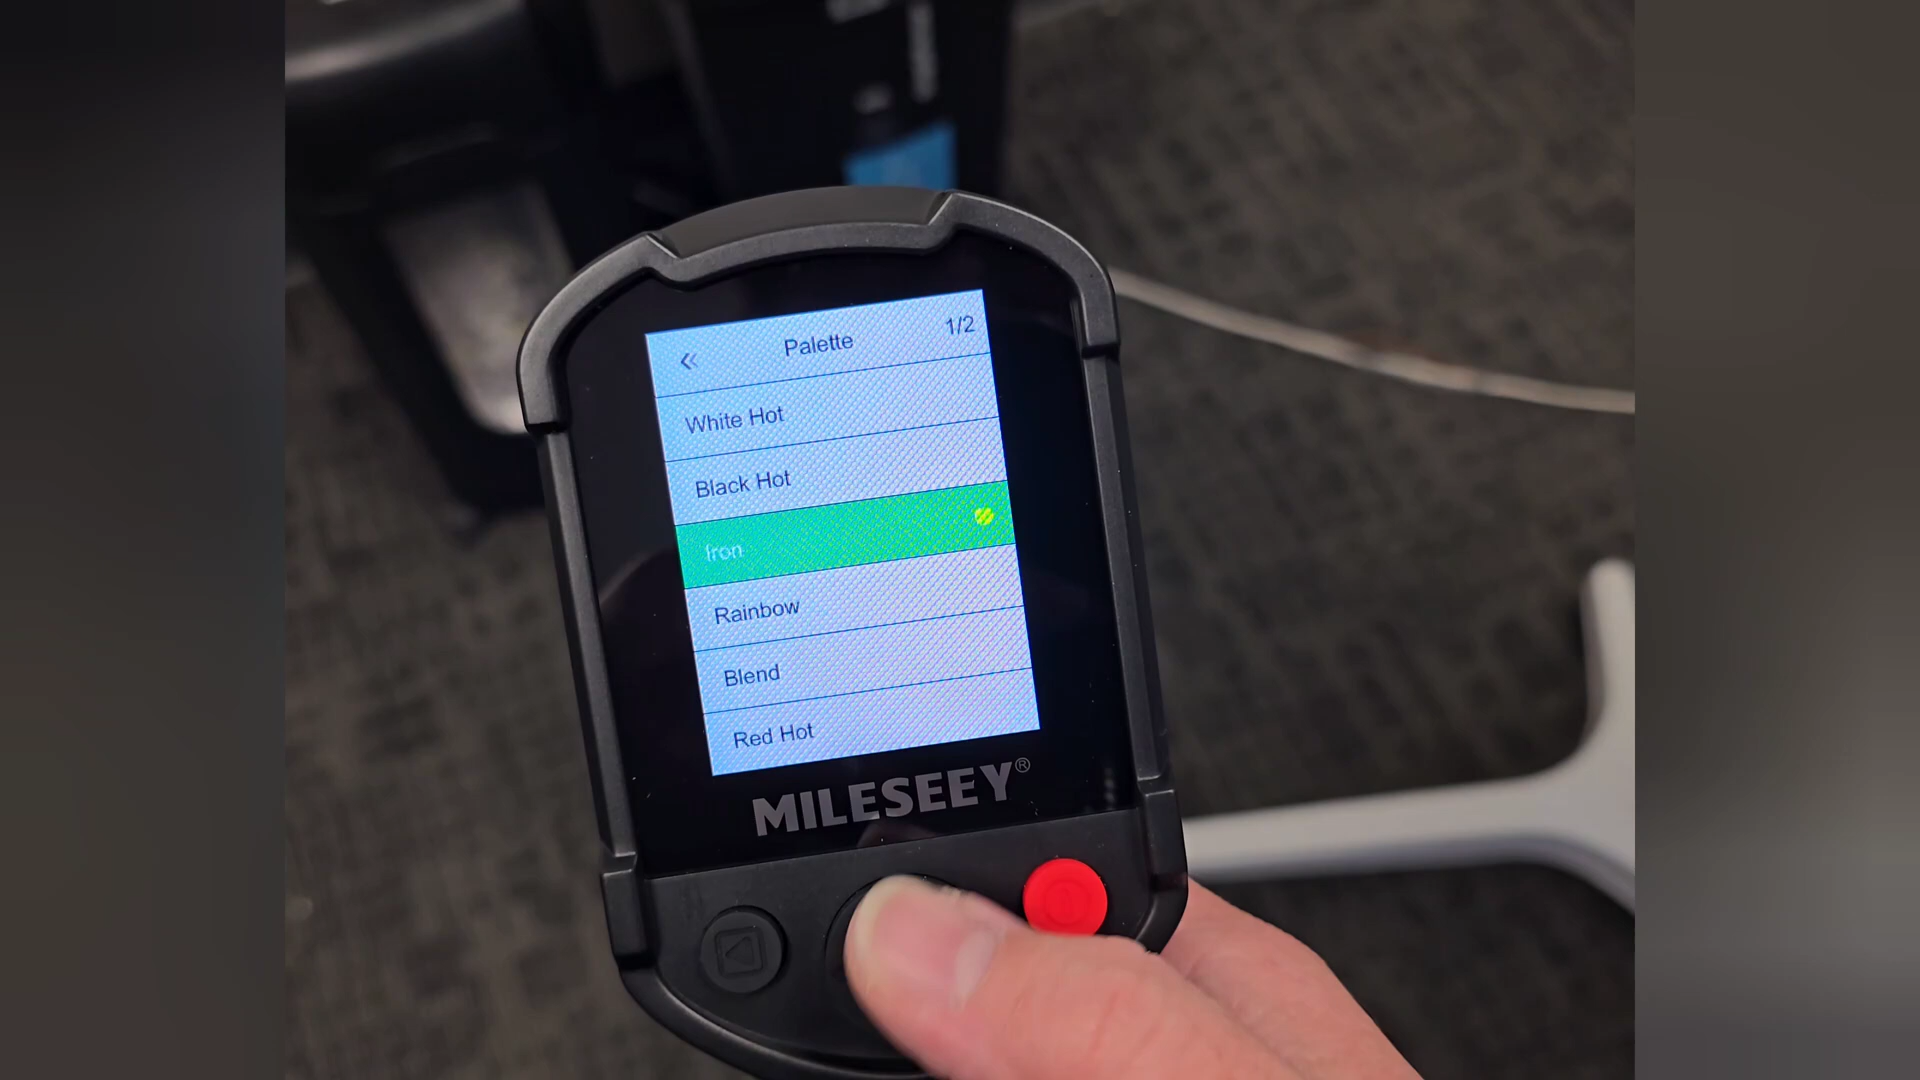 Palette
1/2
White Hot
Black Hot
Iron
Rainbow
Blend
Red Hot
MILESEEY®